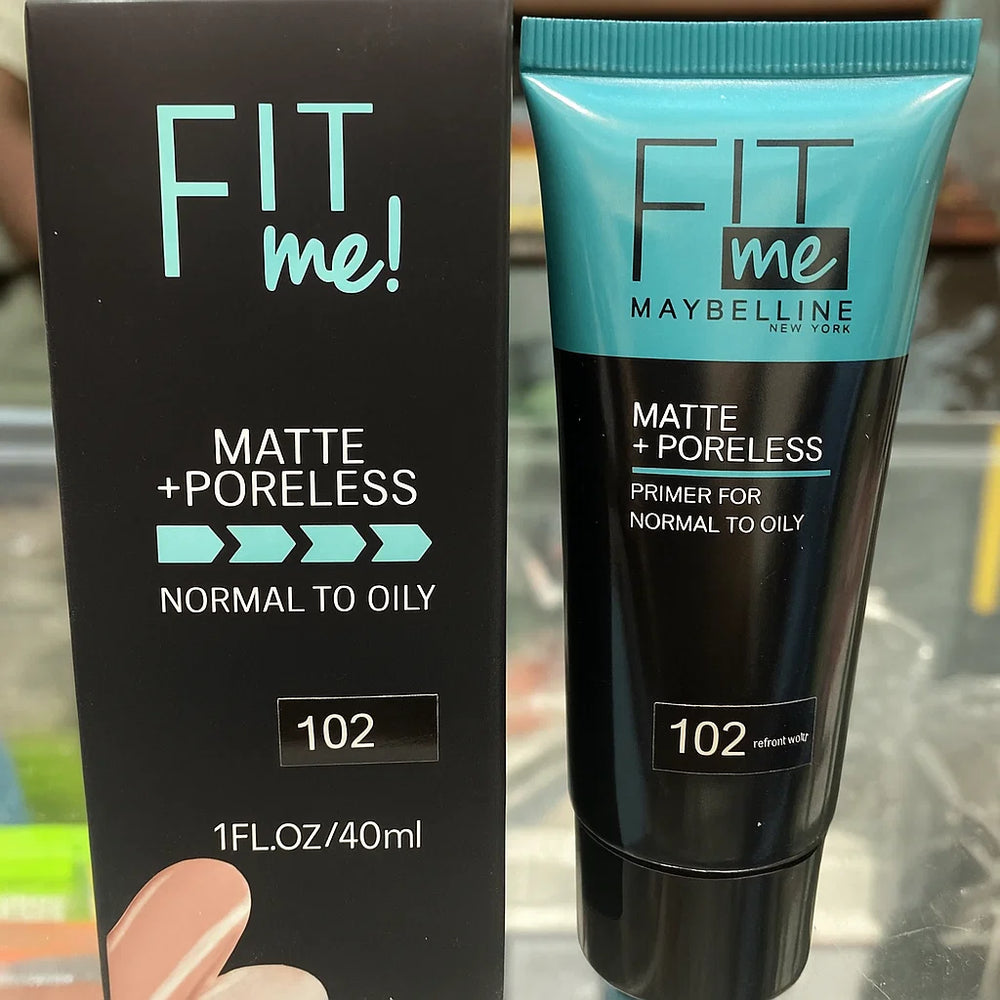 FIT
me!
MATTE
+PORELESS
NORMAL TO OILY
102
1FL.OZ/40ml
FIT
me
MAYBELLINE
NEW YORK
MATTE
+ PORELESS
PRIMER FOR
NORMAL TO OILY
102 refront